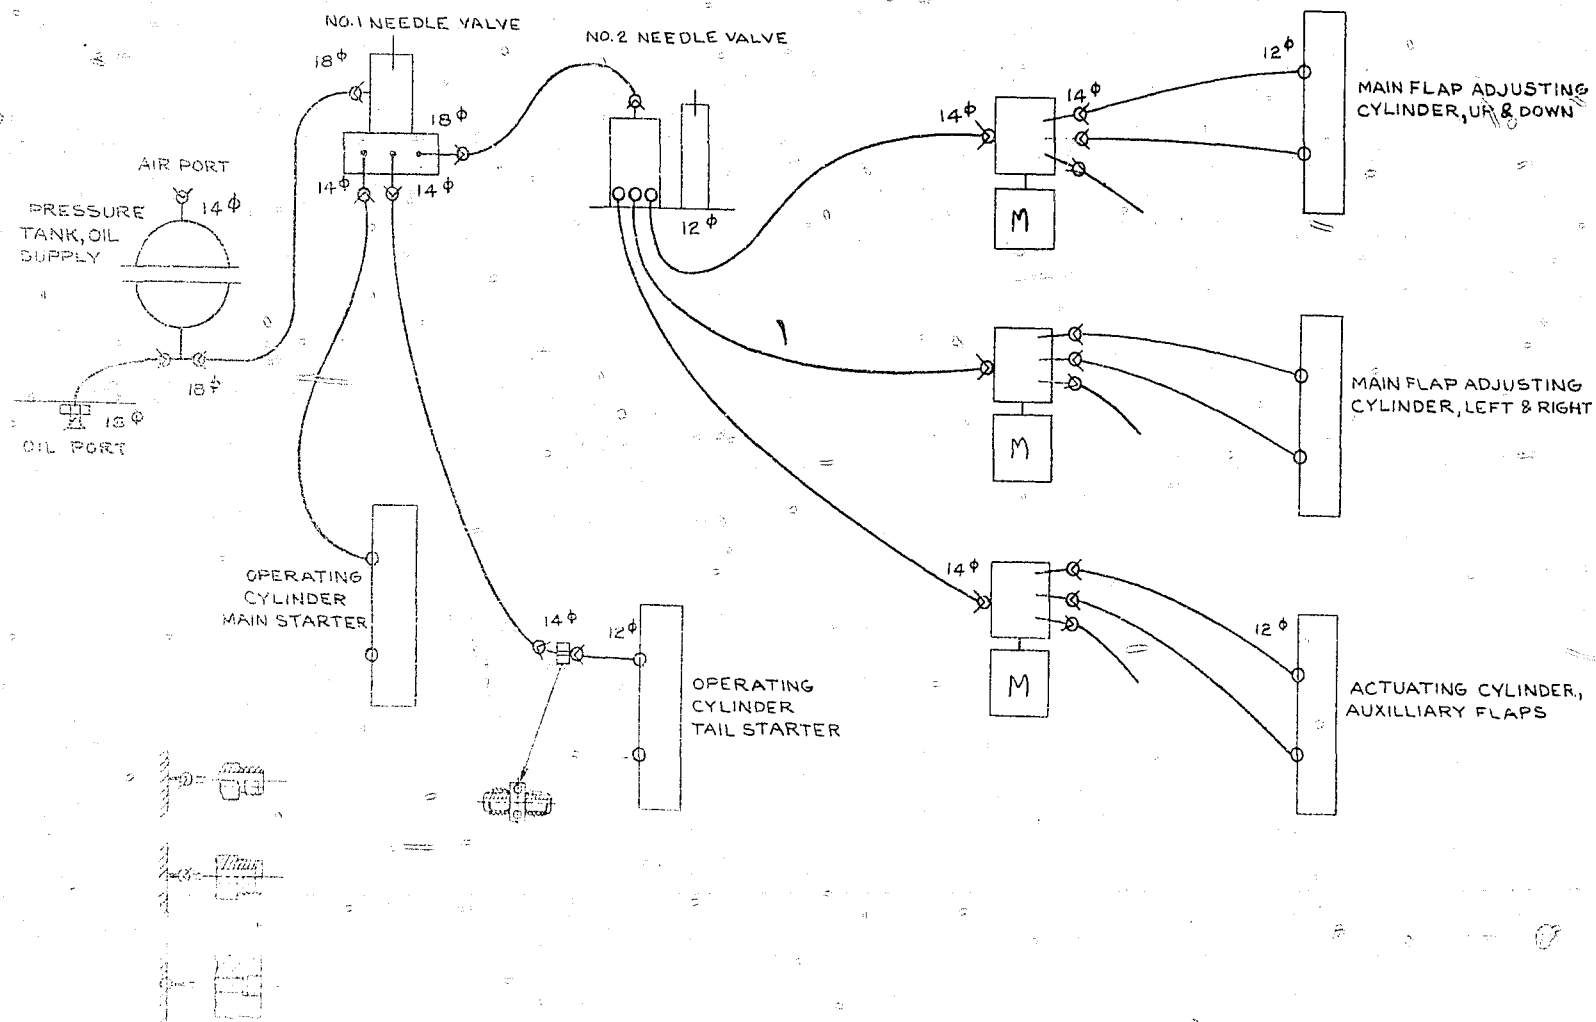 NO.1 NEEDLE VALVE
NO.2 NEEDLE VALVE
18φ
18φ
AIR PORT
14φ
PRESSURE
TANK, OIL
SUPPLY
14φ
14φ
12φ
18φ
18φ
OIL PORT
14φ
14φ
12φ
MAIN FLAP ADJUSTING
CYLINDER, UP & DOWN
M
MAIN FLAP ADJUSTING
CYLINDER, LEFT & RIGHT
M
OPERATING
CYLINDER
MAIN STARTER
14φ
12φ
OPERATING
CYLINDER
TAIL STARTER
14φ
12φ
M
ACTUATING CYLINDER,
AUXILLIARY FLAPS